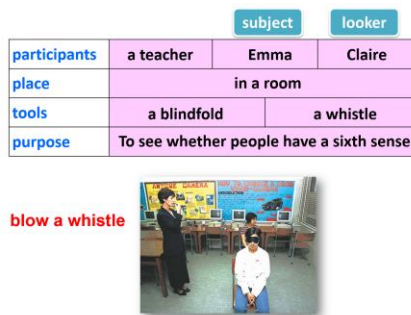 subject looker
participants a teacher Emma Claire
place in a room
tools a blindfold a whistle
purpose To see whether people have a sixth sense
blow a whistle